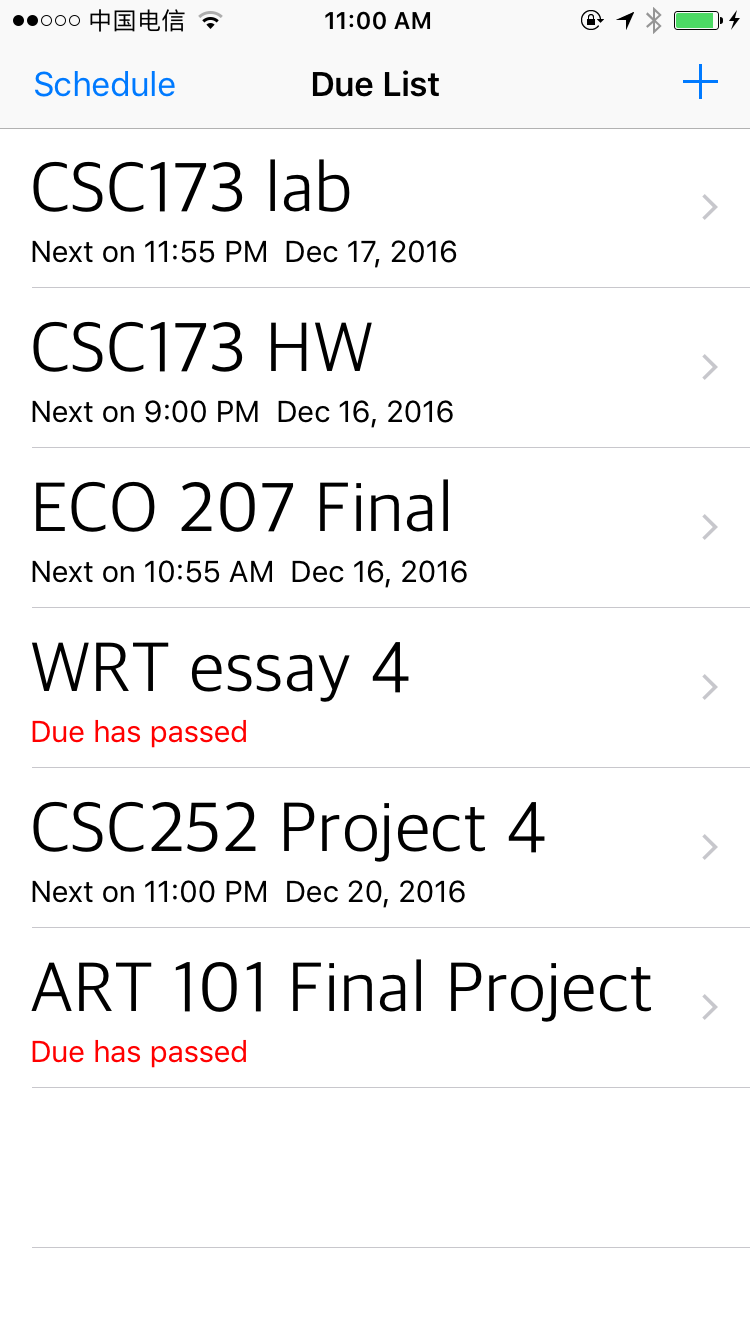 中国电信 11:00 AM
Schedule Due List
CSC173 lab
Next on 11:55 PM  Dec 17, 2016
CSC173 HW
Next on 9:00 PM  Dec 16, 2016
ECO 207 Final
Next on 10:55 AM  Dec 16, 2016
WRT essay 4
Due has passed
CSC252 Project 4
Next on 11:00 PM  Dec 20, 2016
ART 101 Final Project
Due has passed